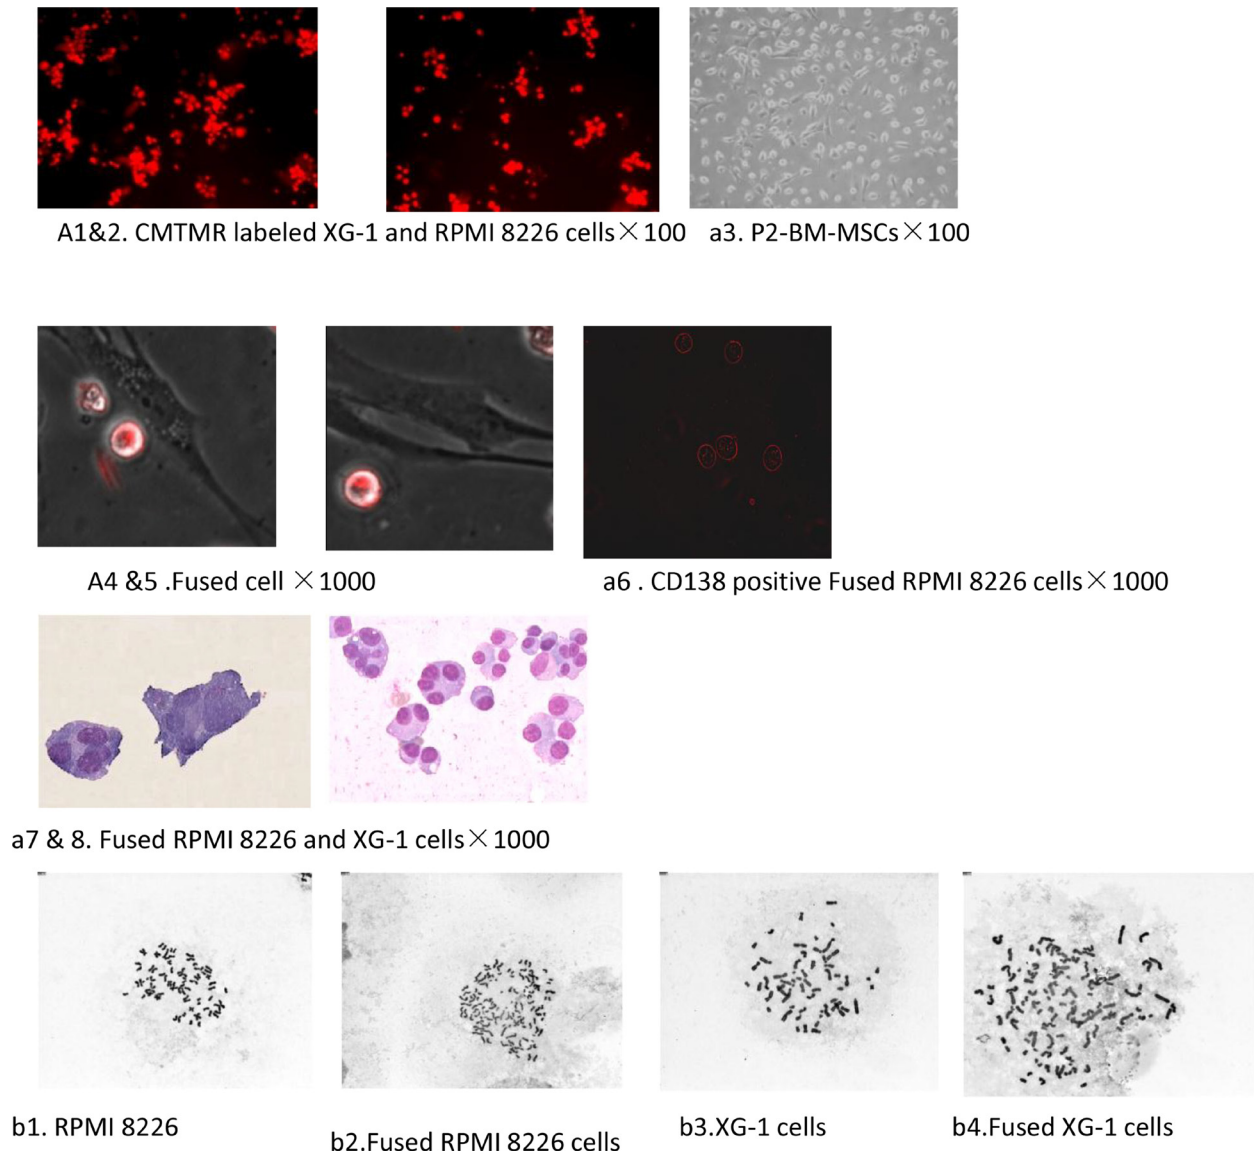 A1&2. CMTMR labeled XG-1 and RPMI 8226 cells×100 a3. P2-BM-MSCs×100
A4 &5 .Fused cell ×1000 a6 . CD138 positive Fused RPMI 8226 cells×1000
a7 & 8. Fused RPMI 8226 and XG-1 cells×1000
b1. RPMI 8226 b2.Fused RPMI 8226 cells b3.XG-1 cells b4.Fused XG-1 cells